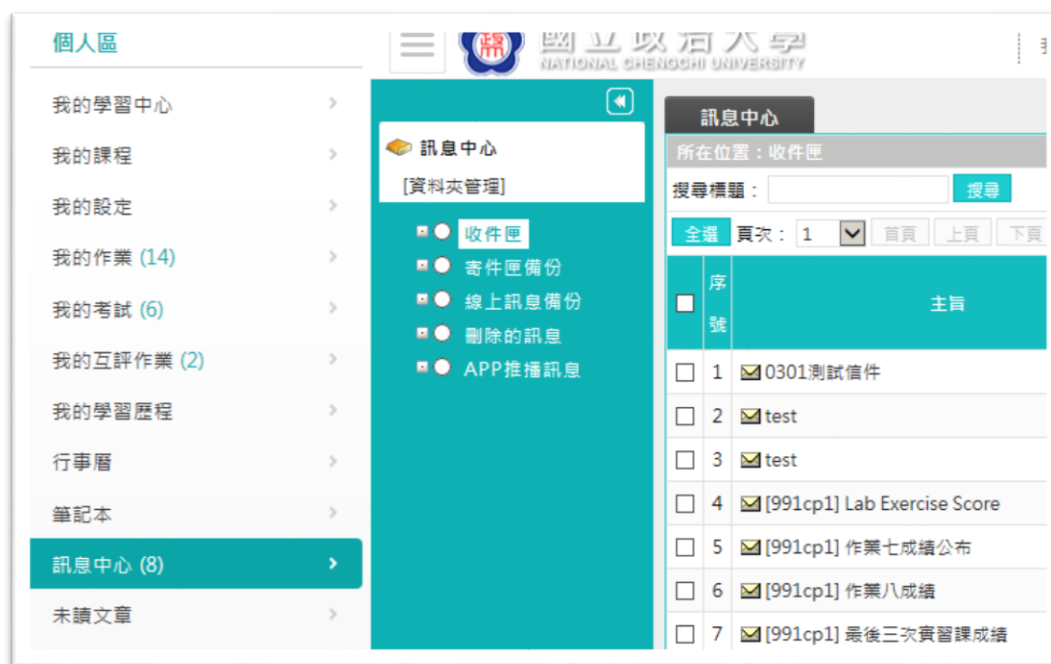 個人區
我的學習中心
我的課程
我的設定
我的作業 (14)
我的考試 (6)
我的互評作業 (2)
我的學習歷程
行事曆
筆記本
訊息中心 (8)
未讀文章
國立政治大學
NATIONAL CHENGCHI UNIVERSITY
訊息中心
[資料夾管理]
收件匣
寄件匣備份
線上訊息備份
刪除的訊息
APP推播訊息
訊息中心
所在位置：收件匣
搜尋標題： 搜尋
全選 頁次： 1 首頁 上頁 下頁
序號 主旨
1 0301測試信件
2 test
3 test
4 [991cp1] Lab Exercise Score
5 [991cp1] 作業七成績公布
6 [991cp1] 作業八成績
7 [991cp1] 最後三次實習課成績